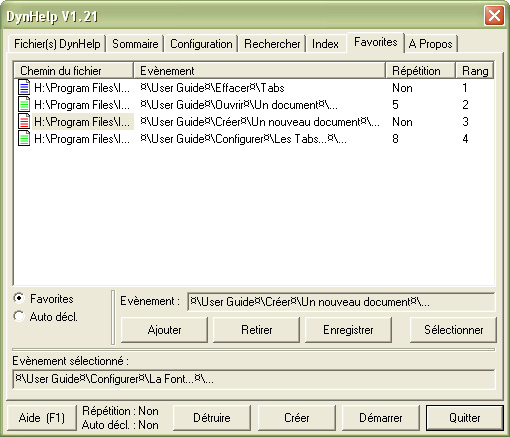 DynHelp V1.21
Fichier(s) DynHelp Sommaire Configuration Rechercher Index Favorites A Propos
Chemin du fichier Evènement Répétition Rang
H:\Program Files\I... ¤\User Guide¤\Effacer¤\Tabs Non 1
H:\Program Files\I... ¤\User Guide¤\Ouvrir¤\Un document¤\... 5 2
H:\Program Files\I... ¤\User Guide¤\Créer¤\Un nouveau document¤\... Non 3
H:\Program Files\I... ¤\User Guide¤\Configurer¤\Les Tabs...¤\... 8 4
Favorites
Auto décl.
Evènement : ¤\User Guide¤\Créer¤\Un nouveau document¤\...
Ajouter Retirer Enregistrer Sélectionner
Evènement sélectionné :
¤\User Guide¤\Configurer¤\La Font...¤\...
Aide (F1) Répétition : Non
Auto décl. : Non
Détruire Créer Démarrer Quitter